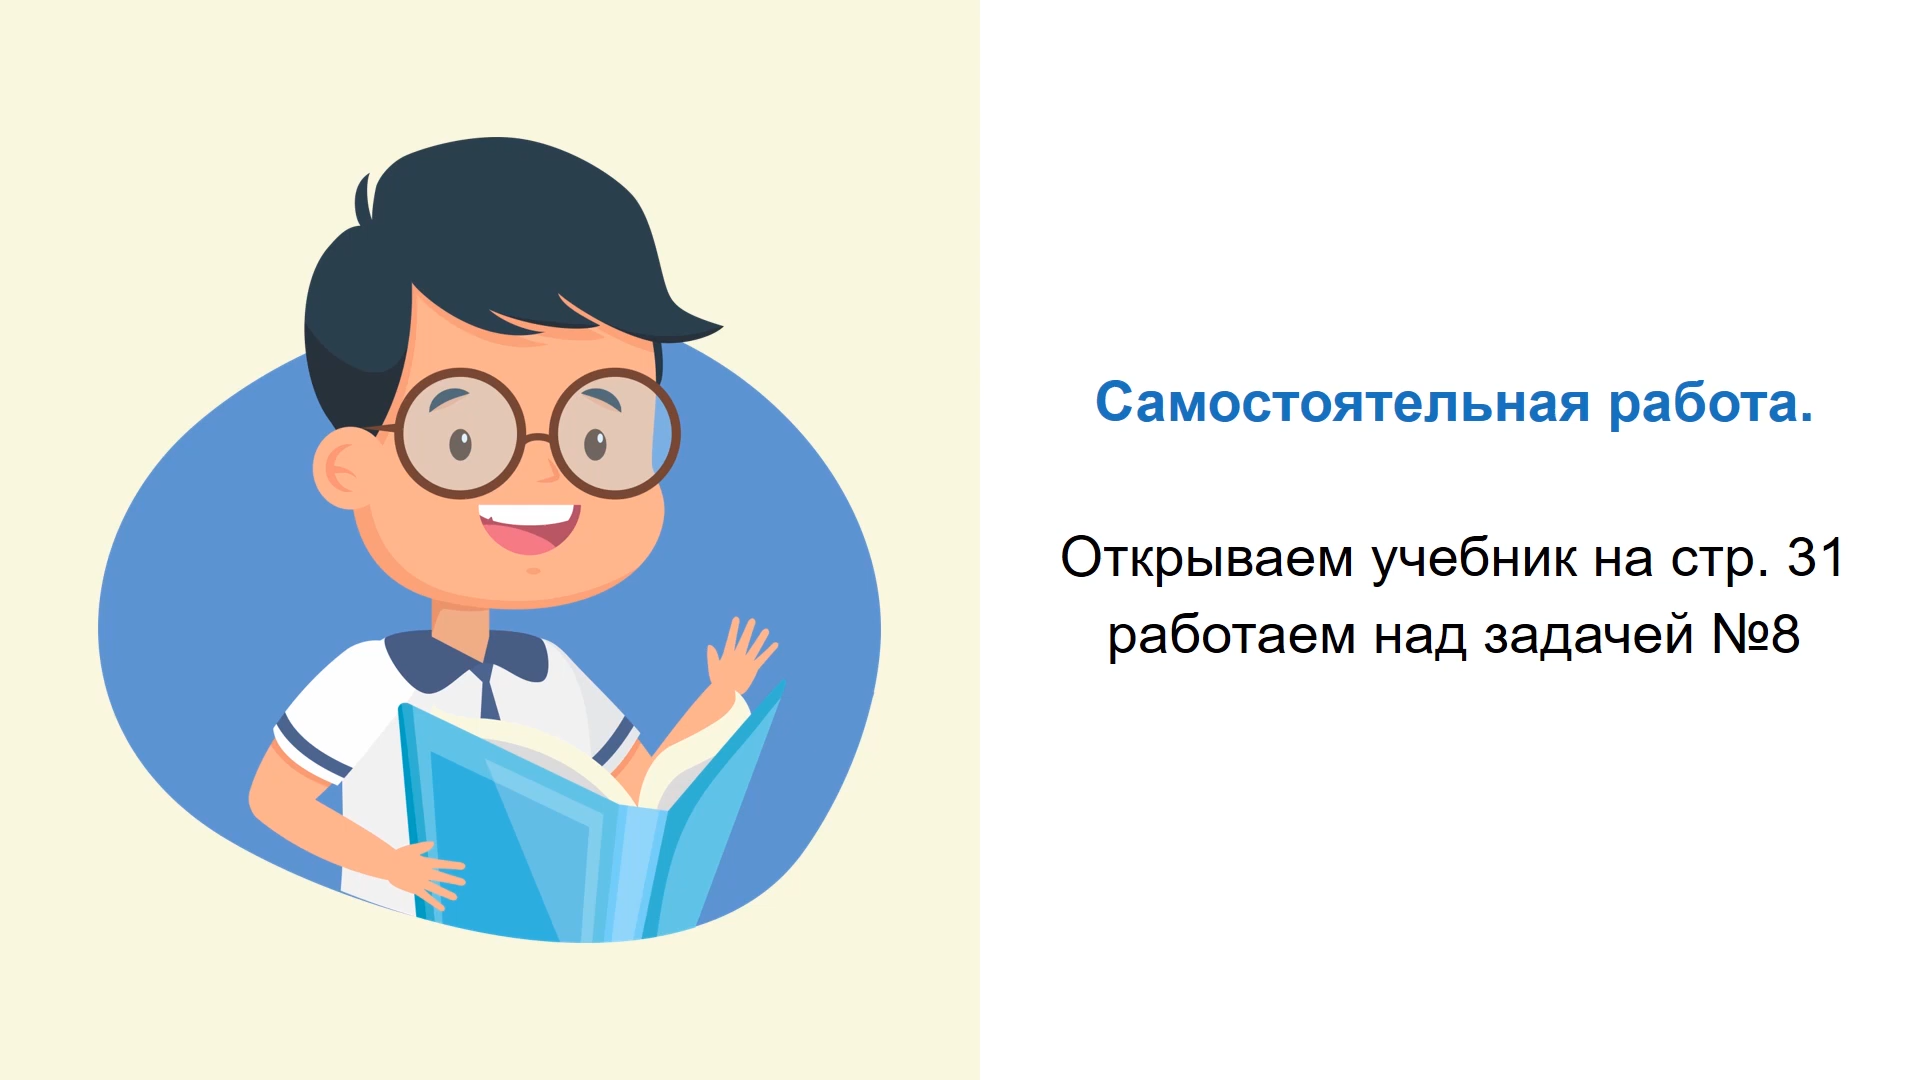 Самостоятельная работа.
Открываем учебник на стр. 31
работаем над задачей №8